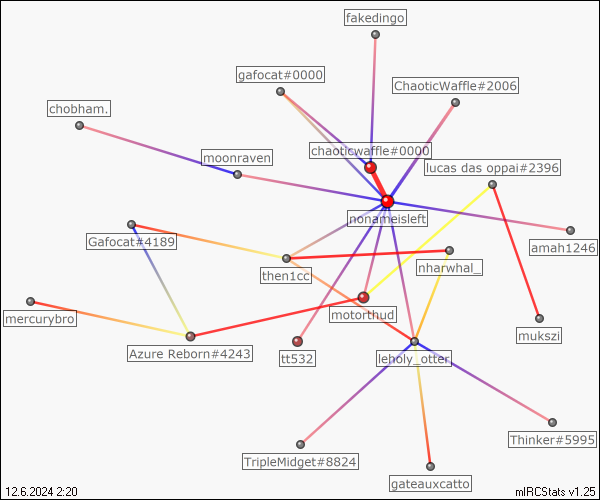 fakedingo
gafocat#0000
ChaoticWaffle#2006
chobham.
chaoticwaffle#0000
moonraven
lucas das oppai#2396
nonameisleft
Gafocat#4189
amah1246
then1cc
nharwhal_
mercurybro
motorthud
mukszi
Azure Reborn#4243
tt532
leholy_otter
Thinker#5995
TripleMidget#8824
gateauxcatto
12.6.2024 2:20
mIRCStats v1.25